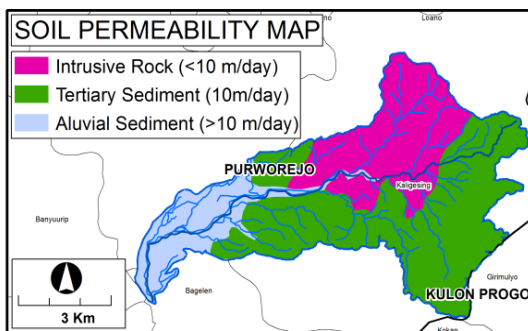 SOIL PERMEABILITY MAP
Intrusive Rock (<10 m/day)
Tertiary Sediment (10m/day)
Aluvial Sediment (>10 m/day)
Loano
Loano
PURWOREJO
Kaligesing
Banyuurip
Girimulyo
Bagelen
KULON PROGO
3 Km
Kokap